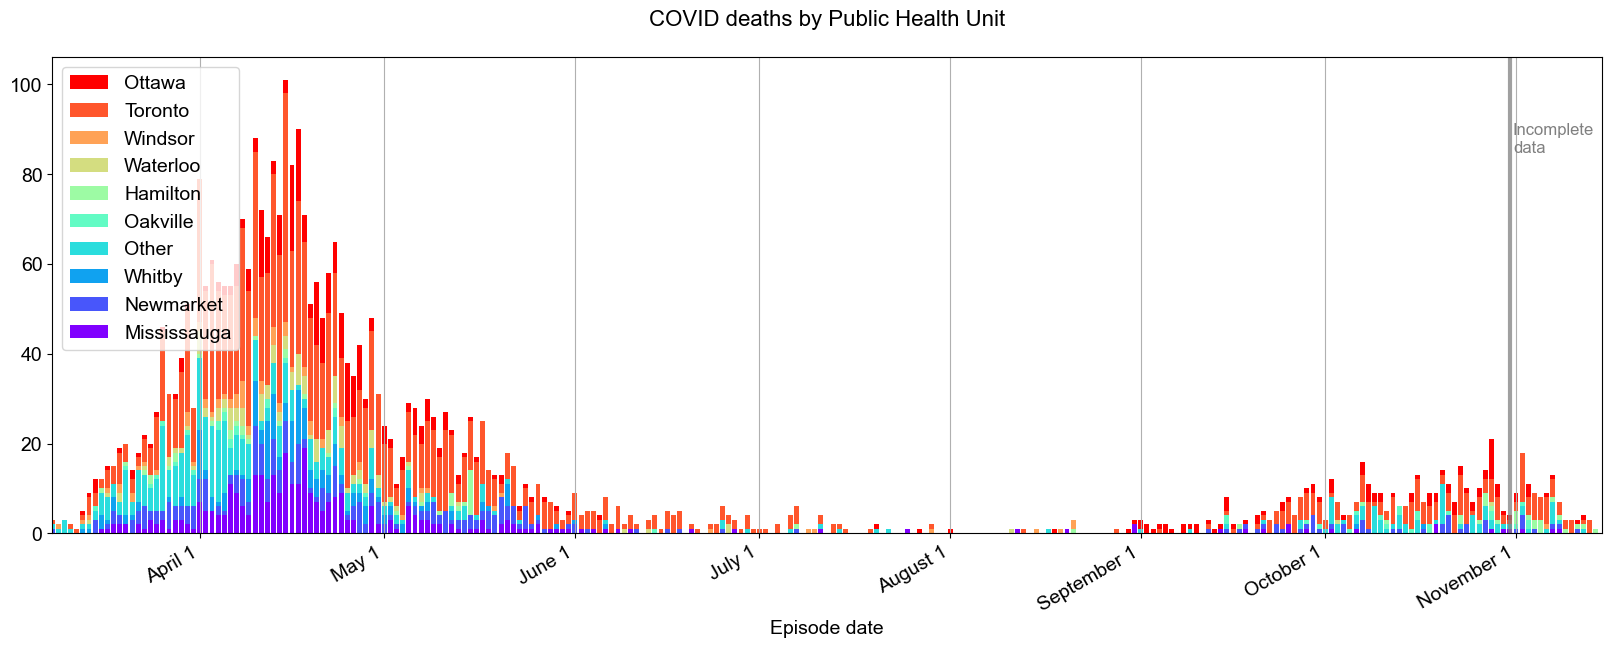 COVID deaths by Public Health Unit
100
80
60
40
20
0
Ottawa
Toronto
Windsor
Waterloo
Hamilton
Oakville
Other
Whitby
Newmarket
Mississauga
Incomplete
data
April 1
May 1
June 1
July 1
August 1
September 1
October 1
November 1
Episode date